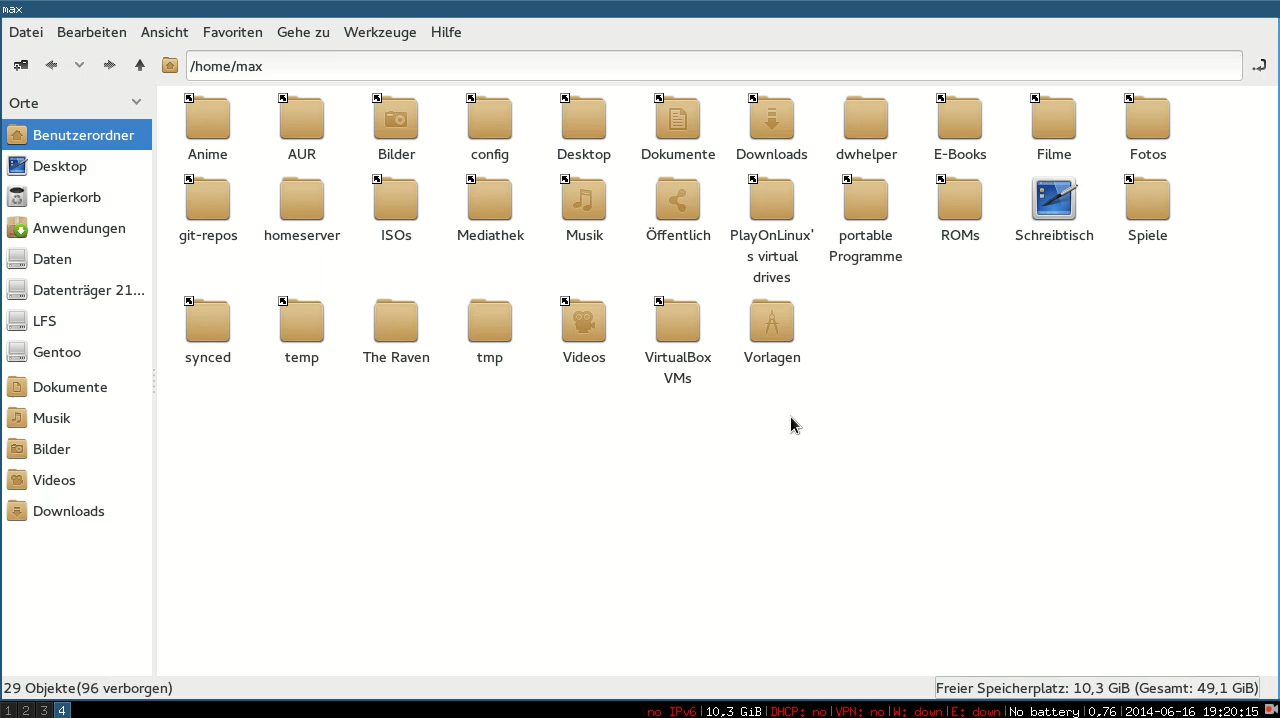 max
Datei Bearbeiten Ansicht Favoriten Gehe zu Werkzeuge Hilfe
/home/max
Orte
Benutzerordner
Desktop
Papierkorb
Anwendungen
Daten
Datenträger 21...
LFS
Gentoo
Dokumente
Musik
Bilder
Videos
Downloads
Anime AUR Bilder config Desktop Dokumente Downloads dwhelper E-Books Filme Fotos
git-repos homeserver ISOs Mediathek Musik Öffentlich PlayOnLinux' portable ROMs Schreibtisch Spiele
s virtual Programme
drives
synced temp The Raven tmp Videos VirtualBox Vorlagen
VMs
29 Objekte(96 verborgen) Freier Speicherplatz: 10,3 GiB (Gesamt: 49,1 GiB)
1 2 3 4 no IPv6|10,3 GiB|DHCP: no|VPN: no|W: down|E: down|No battery|0,76|2014-06-16 19:20:15